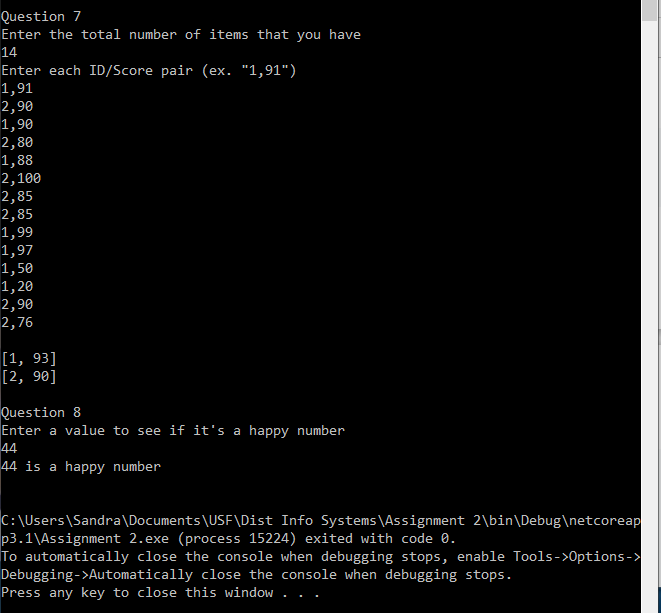 Question 7
Enter the total number of items that you have
14
Enter each ID/Score pair (ex. "1,91")
1,91
2,90
1,90
2,80
1,88
2,100
2,85
2,85
1,99
1,97
1,50
1,20
2,90
2,76
[1, 93]
[2, 90]
Question 8
Enter a value to see if it's a happy number
44
44 is a happy number
C:\Users\Sandra\Documents\USF\Dist Info Systems\Assignment 2\bin\Debug\netcoreap
p3.1\Assignment 2.exe (process 15224) exited with code 0.
To automatically close the console when debugging stops, enable Tools->Options->
Debugging->Automatically close the console when debugging stops.
Press any key to close this window . . .